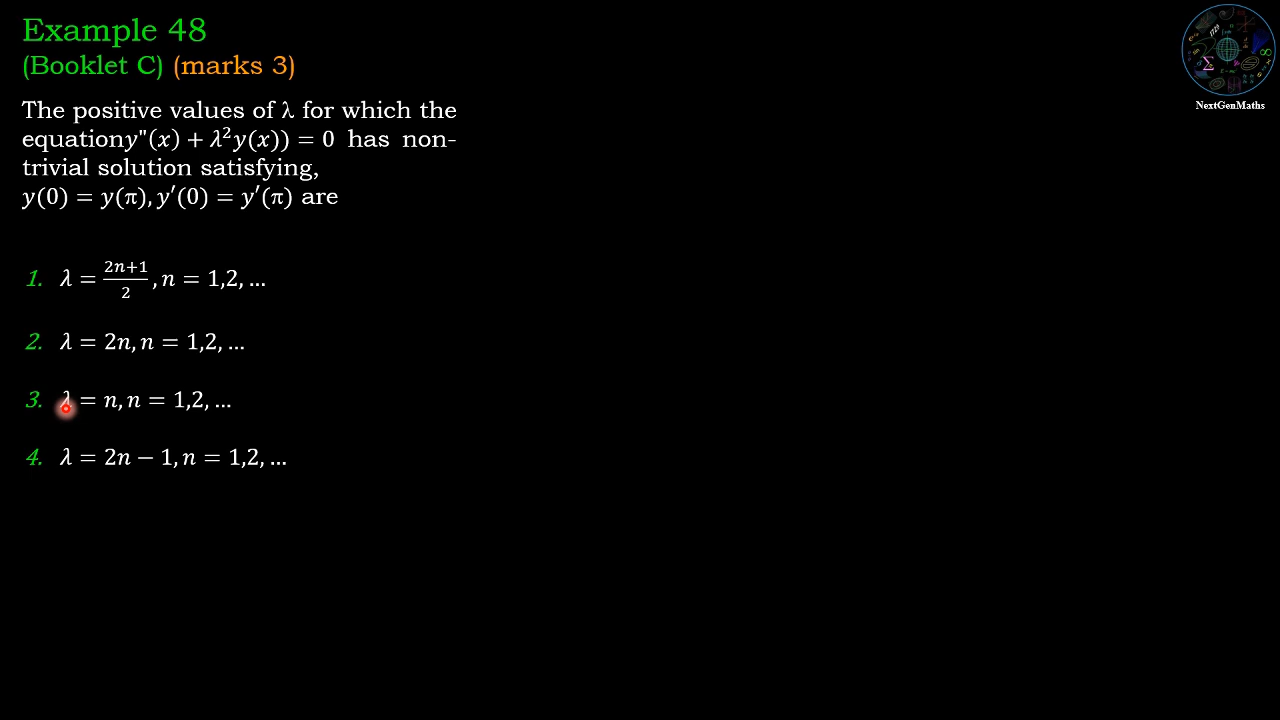 Example 48
(Booklet C) (marks 3)
NextGenMaths
The positive values of λ for which the
equationy"(x) + λ²y(x)) = 0 has non-
trivial solution satisfying,
y(0) = y(π), y′(0) = y′(π) are
1. λ = (2n+1)/2, n = 1,2, ...
2. λ = 2n, n = 1,2, ...
3. λ = n, n = 1,2, ...
4. λ = 2n − 1, n = 1,2, ...